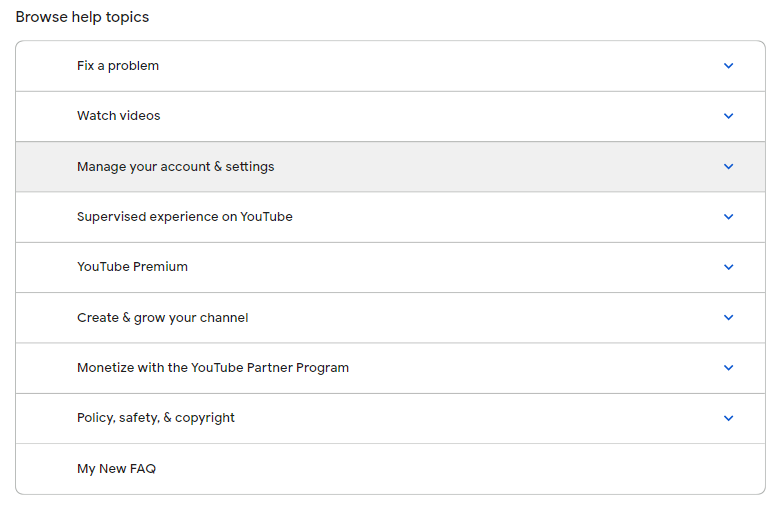 Browse help topics
Fix a problem
Watch videos
Manage your account & settings
Supervised experience on YouTube
YouTube Premium
Create & grow your channel
Monetize with the YouTube Partner Program
Policy, safety, & copyright
My New FAQ